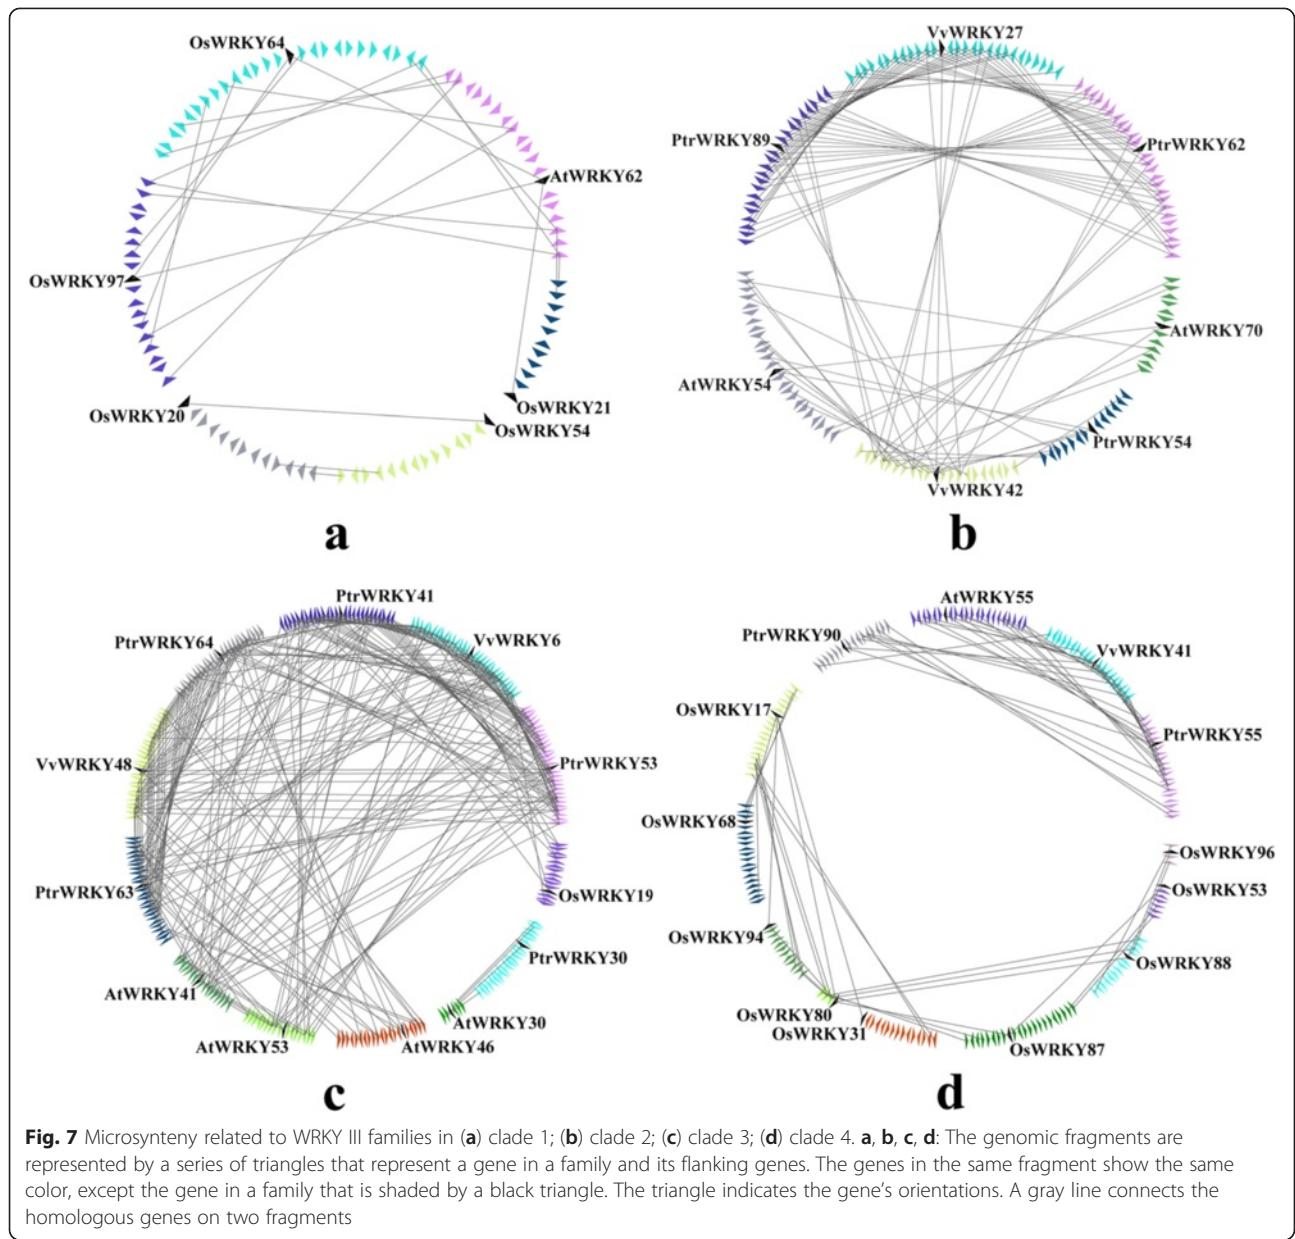 OsWRKY64
AtWRKY62
OsWRKY97
OsWRKY20
OsWRKY21
OsWRKY54
a
VvWRKY27
PtrWRKY89
PtrWRKY62
AtWRKY70
AtWRKY54
PtrWRKY54
VvWRKY42
b
PtrWRKY41
PtrWRKY64
VvWRKY6
VvWRKY48
PtrWRKY53
PtrWRKY63
OsWRKY19
PtrWRKY30
AtWRKY41
AtWRKY30
AtWRKY53
AtWRKY46
c
AtWRKY55
PtrWRKY90
VvWRKY41
OsWRKY17
PtrWRKY55
OsWRKY68
OsWRKY96
OsWRKY53
OsWRKY94
OsWRKY88
OsWRKY80
OsWRKY31
OsWRKY87
d
Fig. 7 Microsynteny related to WRKY III families in (a) clade 1; (b) clade 2; (c) clade 3; (d) clade 4. a, b, c, d: The genomic fragments are
represented by a series of triangles that represent a gene in a family and its flanking genes. The genes in the same fragment show the same
color, except the gene in a family that is shaded by a black triangle. The triangle indicates the gene's orientations. A gray line connects the
homologous genes on two fragments